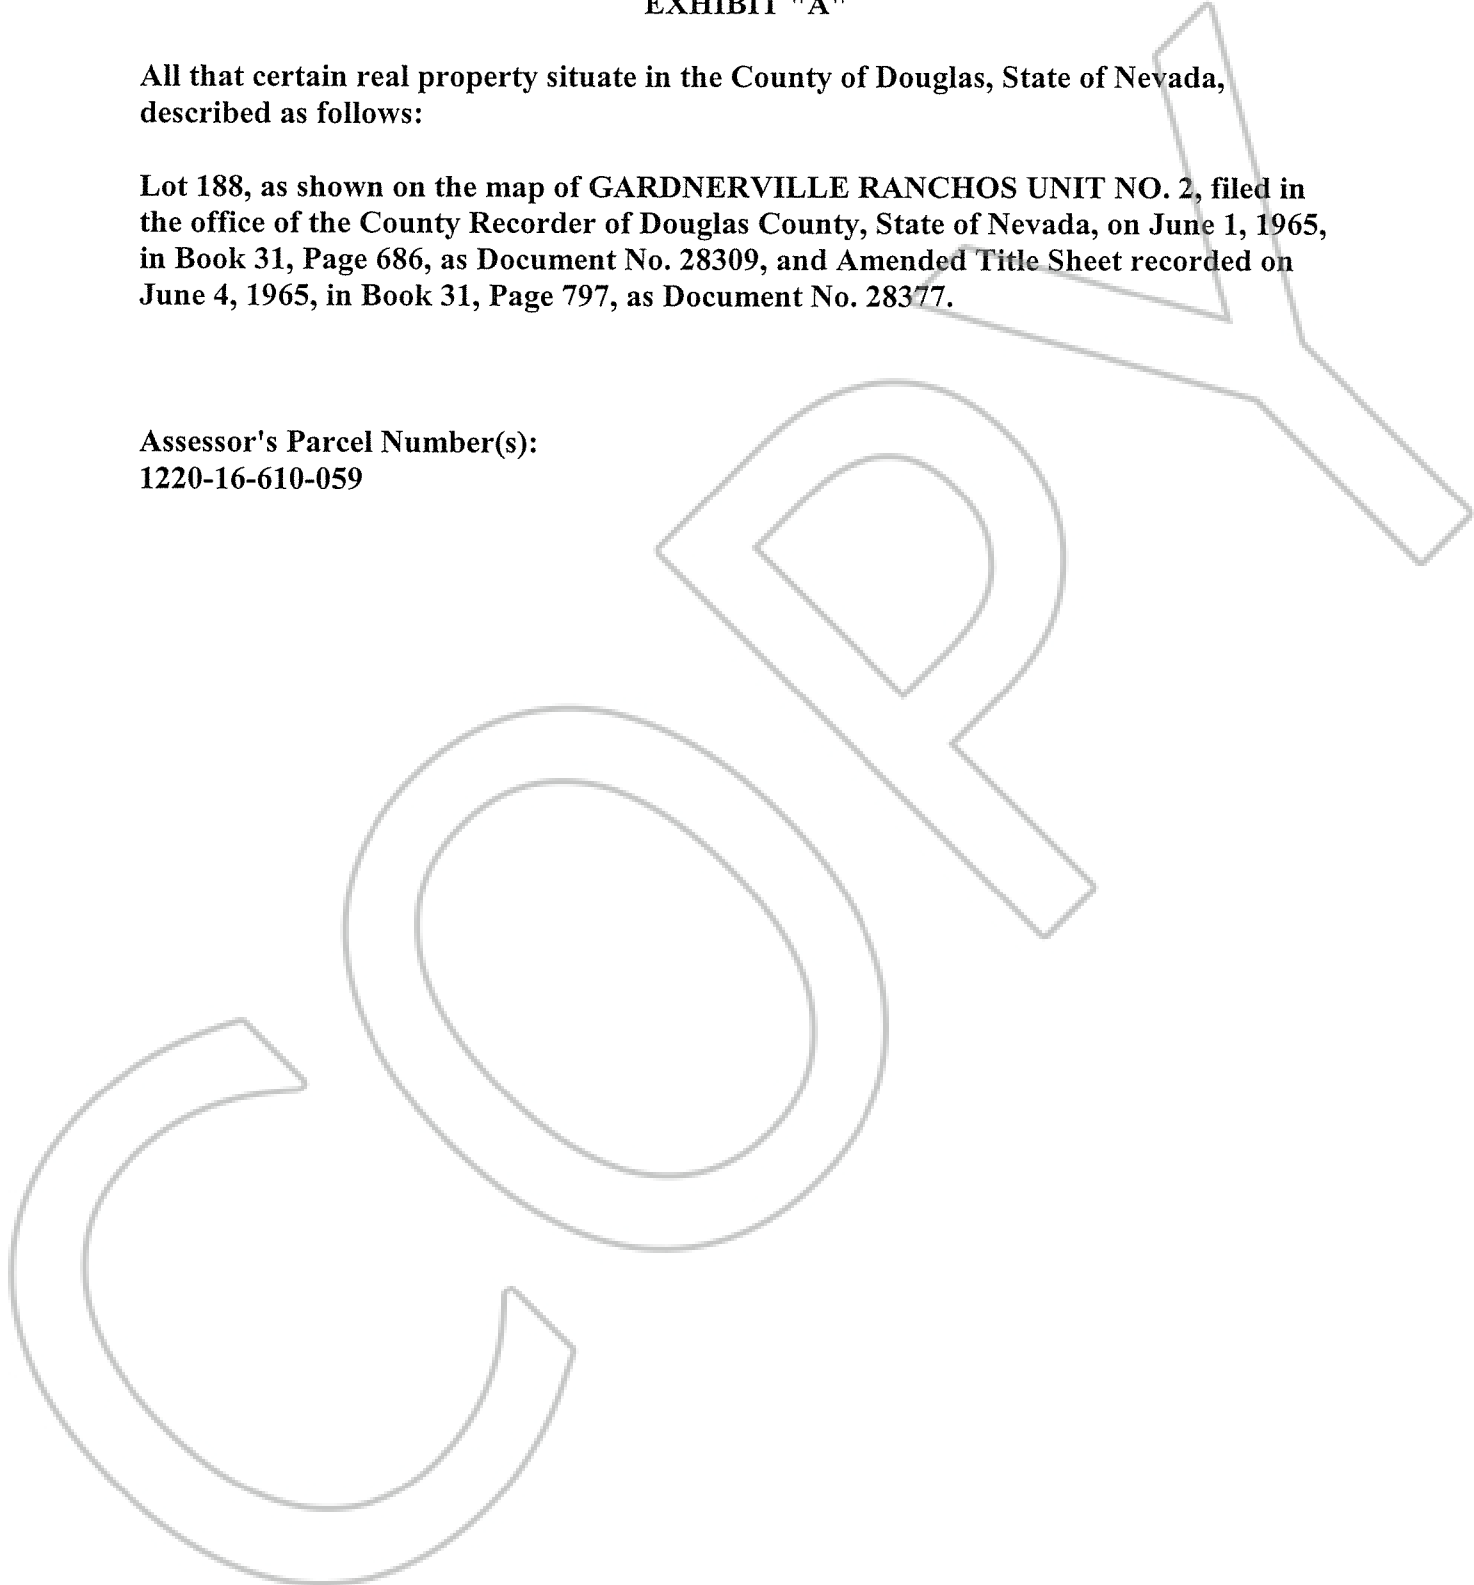 EXHIBIT "A"
All that certain real property situate in the County of Douglas, State of Nevada,
described as follows:
Lot 188, as shown on the map of GARDNERVILLE RANCHOS UNIT NO. 2, filed in
the office of the County Recorder of Douglas County, State of Nevada, on June 1, 1965,
in Book 31, Page 686, as Document No. 28309, and Amended Title Sheet recorded on
June 4, 1965, in Book 31, Page 797, as Document No. 28377.
Assessor's Parcel Number(s):
1220-16-610-059
COPY